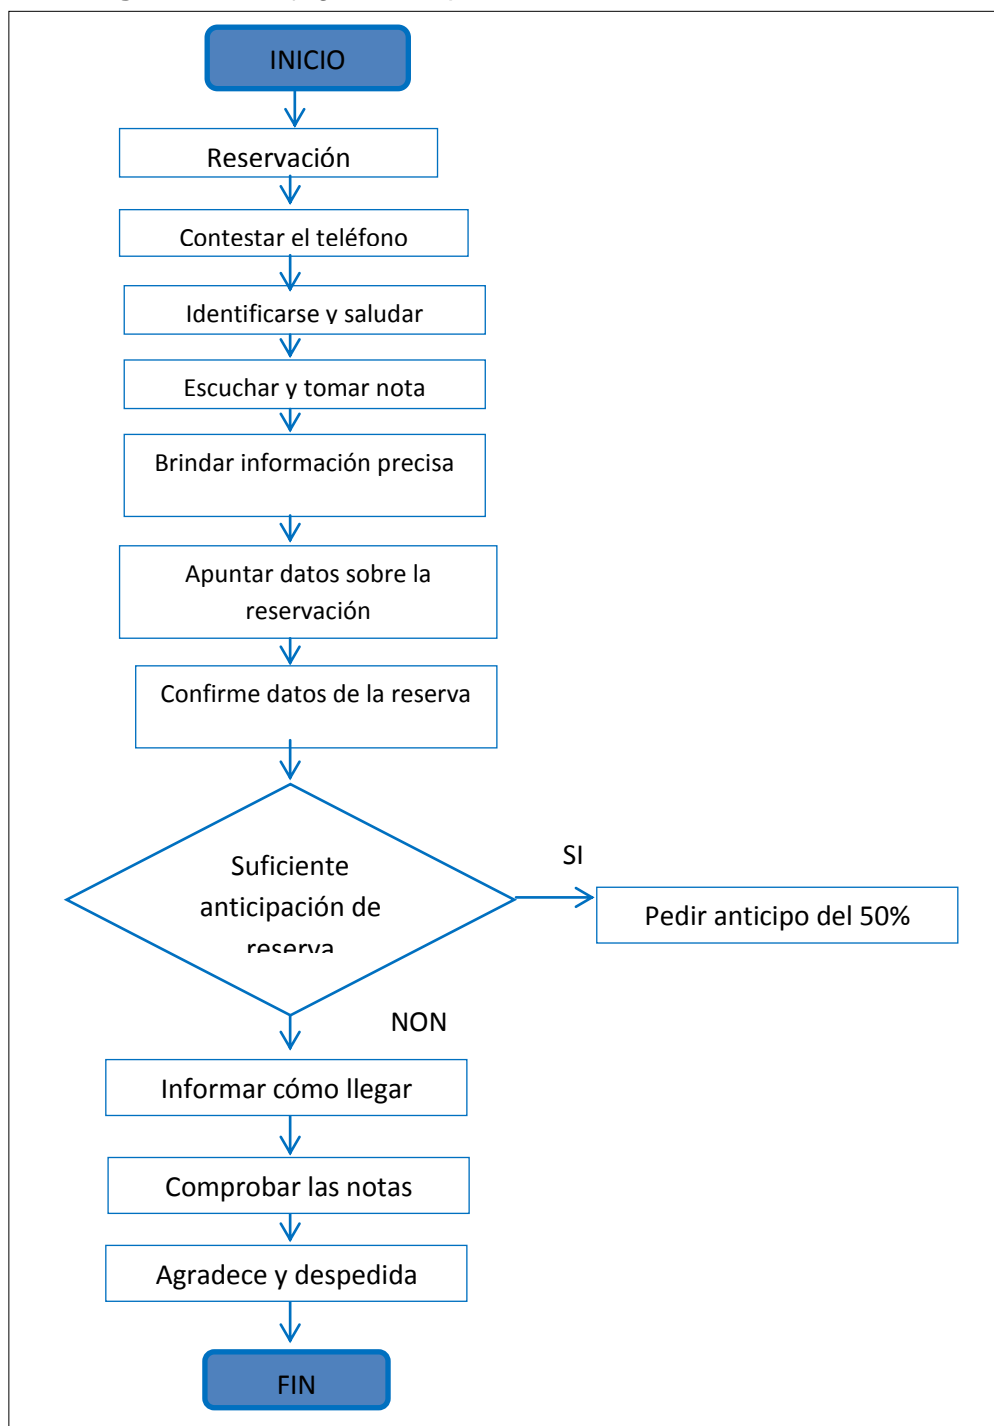 INICIO
Reservación
Contestar el teléfono
Identificarse y saludar
Escuchar y tomar nota
Brindar información precisa
Apuntar datos sobre la
reservación
Confirme datos de la reserva
Suficiente
anticipación de
reserva
SI
Pedir anticipo del 50%
NON
Informar cómo llegar
Comprobar las notas
Agradece y despedida
FIN